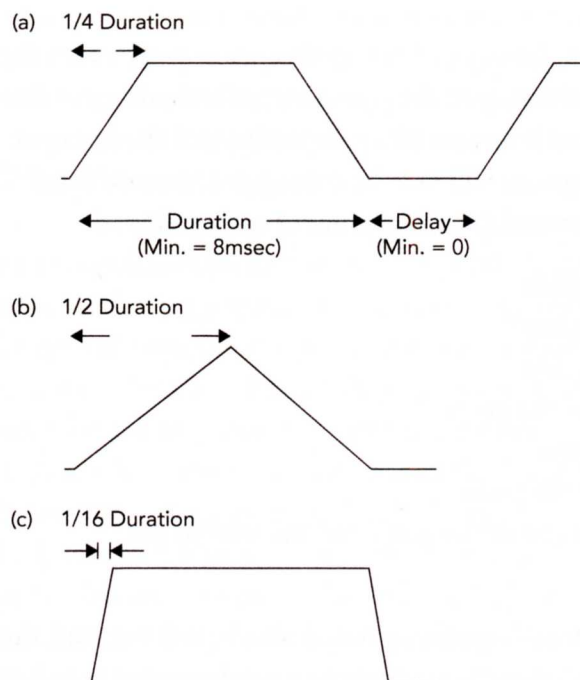 (a) 1/4 Duration
Duration Delay
(Min. = 8msec) (Min. = 0)
(b) 1/2 Duration
(c) 1/16 Duration